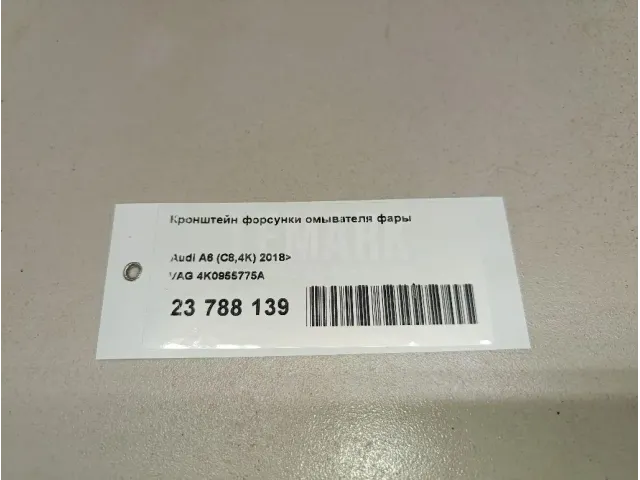 Кронштейн форсунки омывателя фары
Audi A6 (C8,4K) 2018>
VAG 4K0955775A
23 788 139